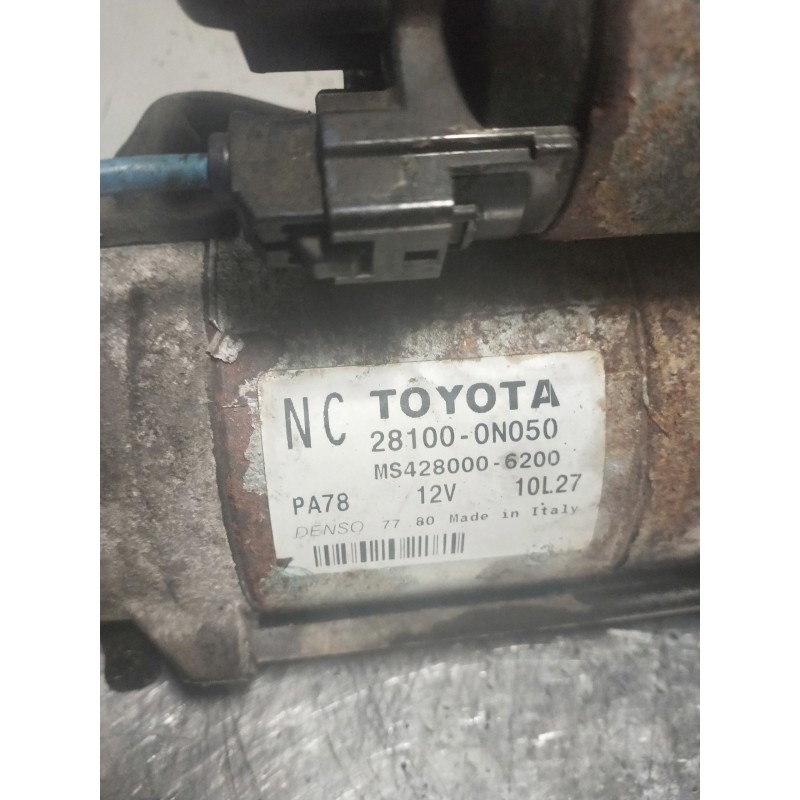 NC TOYOTA
28100-0N050
MS428000-6200
PA78 12V 10L27
DENSO 77 80 Made in Italy